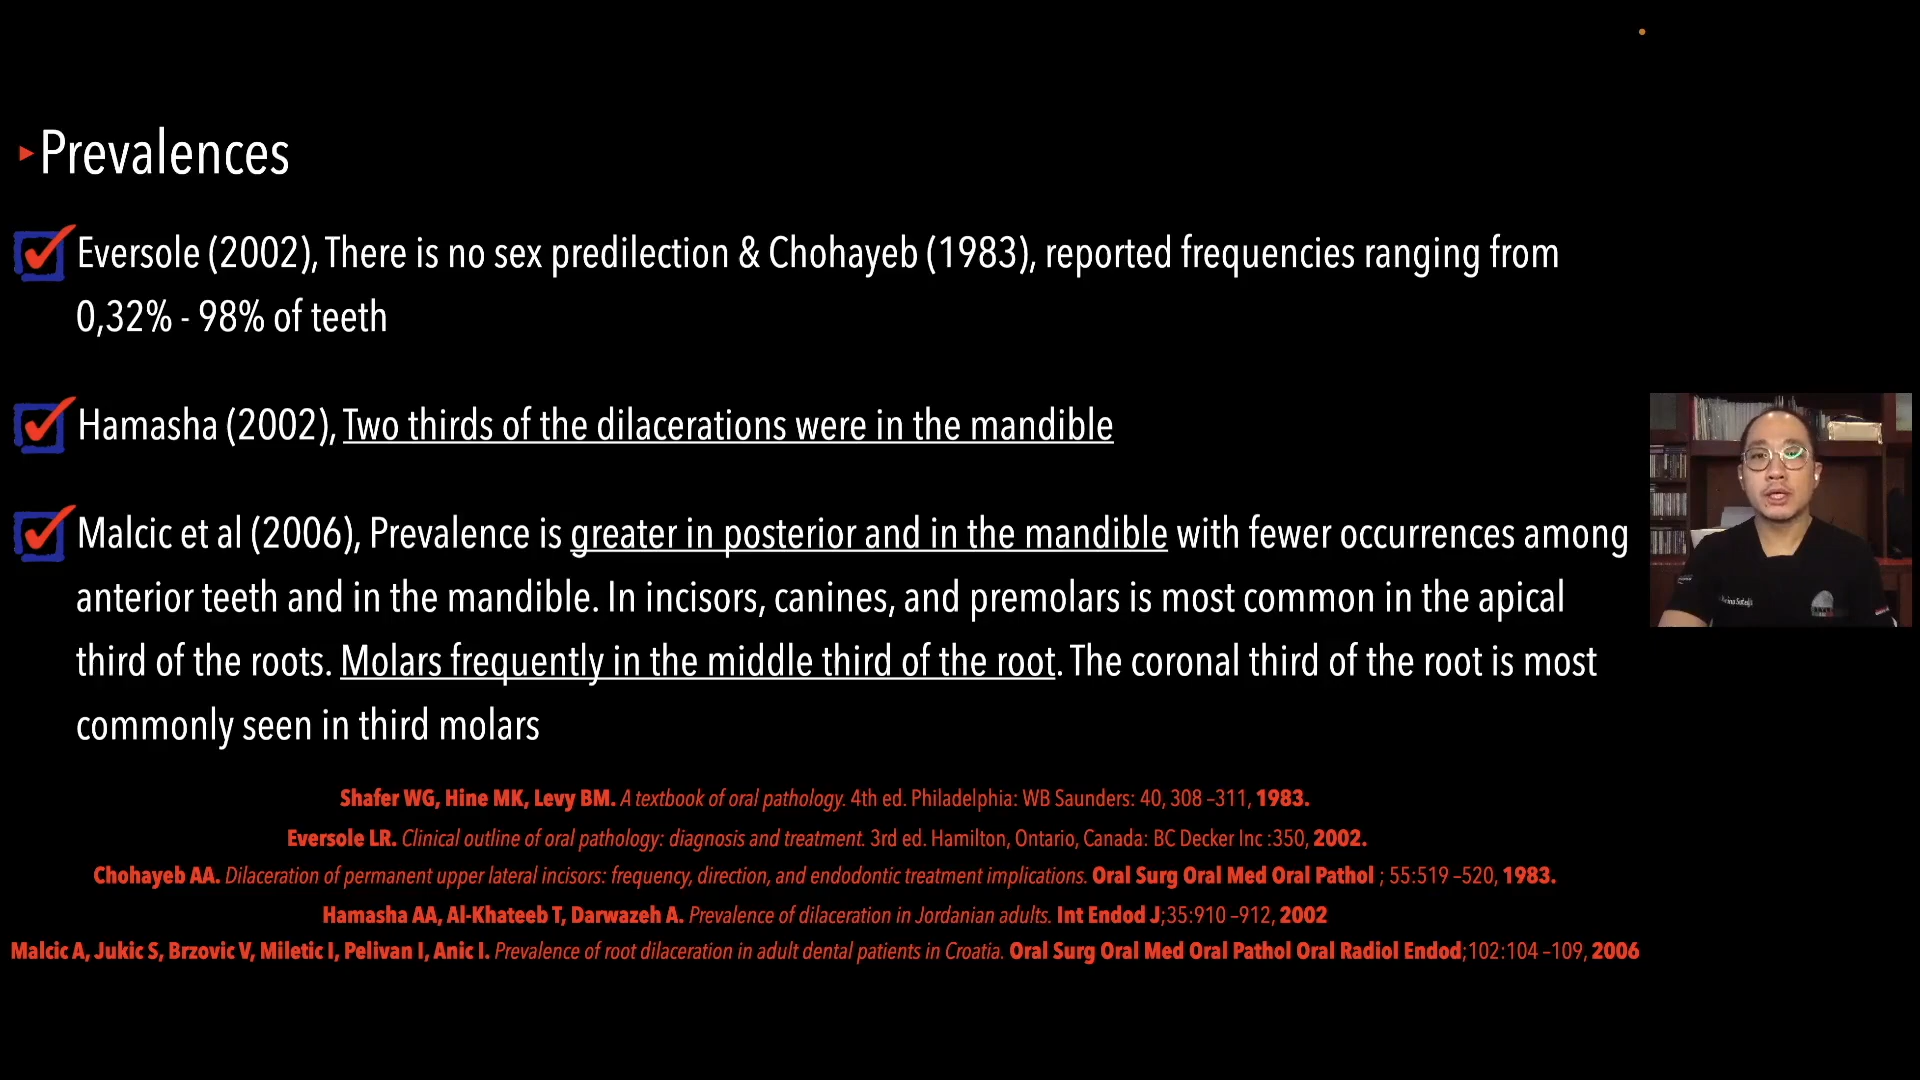 Prevalences
Eversole (2002), There is no sex predilection & Chohayeb (1983), reported frequencies ranging from
0,32% - 98% of teeth
Hamasha (2002), Two thirds of the dilacerations were in the mandible
Malcic et al (2006), Prevalence is greater in posterior and in the mandible with fewer occurrences among
anterior teeth and in the mandible. In incisors, canines, and premolars is most common in the apical
third of the roots. Molars frequently in the middle third of the root. The coronal third of the root is most
commonly seen in third molars
Shafer WG, Hine MK, Levy BM. A textbook of oral pathology. 4th ed. Philadelphia: WB Saunders: 40, 308 –311, 1983.
Eversole LR. Clinical outline of oral pathology: diagnosis and treatment. 3rd ed. Hamilton, Ontario, Canada: BC Decker Inc :350, 2002.
Chohayeb AA. Dilaceration of permanent upper lateral incisors: frequency, direction, and endodontic treatment implications. Oral Surg Oral Med Oral Pathol ; 55:519 –520, 1983.
Hamasha AA, Al-Khateeb T, Darwazeh A. Prevalence of dilaceration in Jordanian adults. Int Endod J;35:910 –912, 2002
Malcic A, Jukic S, Brzovic V, Miletic I, Pelivan I, Anic I. Prevalence of root dilaceration in adult dental patients in Croatia. Oral Surg Oral Med Oral Pathol Oral Radiol Endod;102:104 –109, 2006